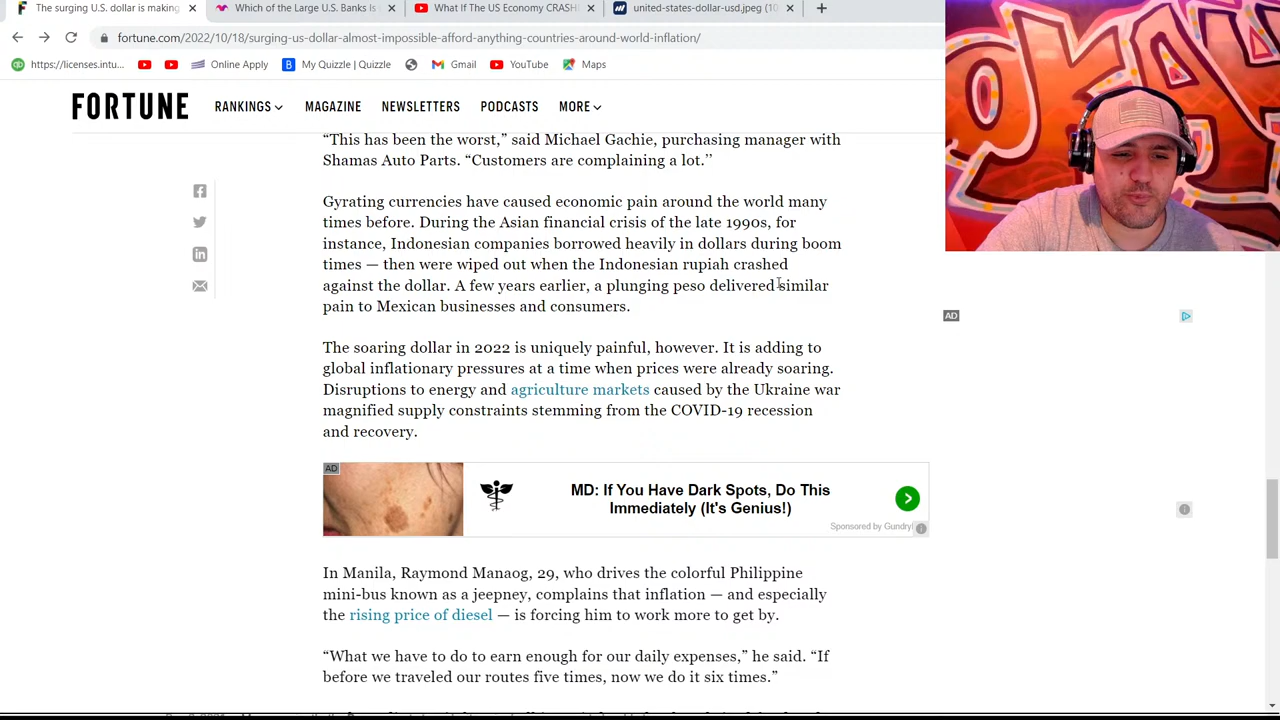 The surging U.S. dollar is making
Which of the Large U.S. Banks Is
What If The US Economy CRASH
united-states-dollar-usd.jpeg (10
fortune.com/2022/10/18/surging-us-dollar-almost-impossible-afford-anything-countries-around-world-inflation/
https://licenses.intu...
Online Apply
My Quizzle | Quizzle
Gmail
YouTube
Maps
FORTUNE
RANKINGS
MAGAZINE
NEWSLETTERS
PODCASTS
MORE
“This has been the worst,” said Michael Gachie, purchasing manager with
Shamas Auto Parts. “Customers are complaining a lot.’’
Gyrating currencies have caused economic pain around the world many
times before. During the Asian financial crisis of the late 1990s, for
instance, Indonesian companies borrowed heavily in dollars during boom
times — then were wiped out when the Indonesian rupiah crashed
against the dollar. A few years earlier, a plunging peso delivered similar
pain to Mexican businesses and consumers.
The soaring dollar in 2022 is uniquely painful, however. It is adding to
global inflationary pressures at a time when prices were already soaring.
Disruptions to energy and agriculture markets caused by the Ukraine war
magnified supply constraints stemming from the COVID-19 recession
and recovery.
AD
MD: If You Have Dark Spots, Do This
Immediately (It's Genius!)
Sponsored by Gundry
AD
In Manila, Raymond Manaog, 29, who drives the colorful Philippine
mini-bus known as a jeepney, complains that inflation — and especially
the rising price of diesel — is forcing him to work more to get by.
“What we have to do to earn enough for our daily expenses,” he said. “If
before we traveled our routes five times, now we do it six times.”